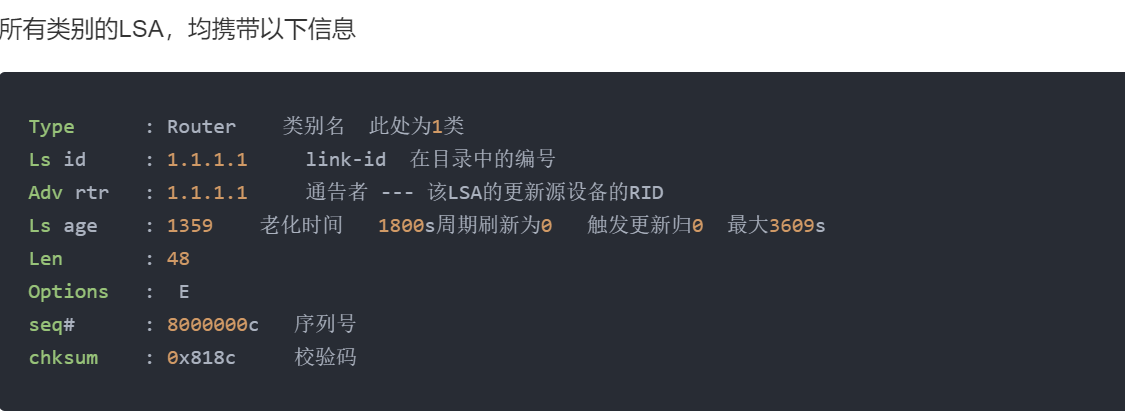 所有类别的LSA，均携带以下信息
Type : Router 类别名 此处为1类
Ls id : 1.1.1.1 link-id 在目录中的编号
Adv rtr : 1.1.1.1 通告者 --- 该LSA的更新源设备的RID
Ls age : 1359 老化时间 1800s周期刷新为0 触发更新归0 最大3609s
Len : 48
Options : E
seq# : 8000000c 序列号
chksum : 0x818c 校验码